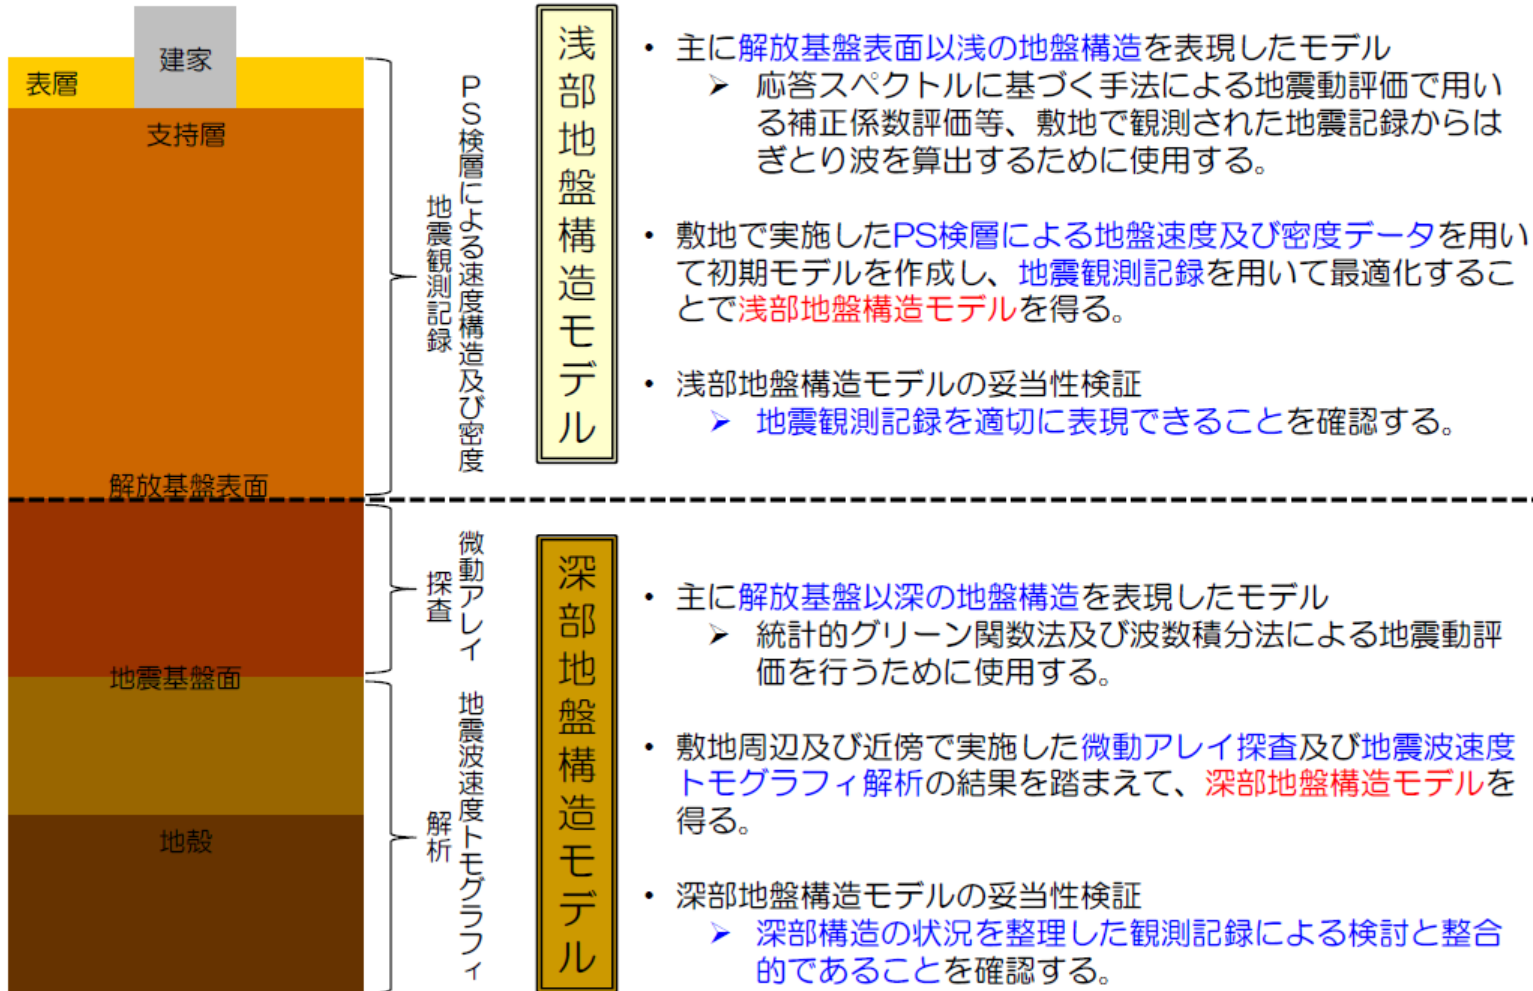 建家
表層
支持層
解放基盤表面
地震基盤面
地殻
PS検層による速度構造及び密度
地震観測記録
微動アレイ
探査
地震波速度トモグラフィ
解析
浅部地盤構造モデル
・ 主に解放基盤表面以浅の地盤構造を表現したモデル
➢ 応答スペクトルに基づく手法による地震動評価で用い
る補正係数評価等、敷地で観測された地震記録からは
ぎとり波を算出するために使用する。
・ 敷地で実施したPS検層による地盤速度及び密度データを用い
て初期モデルを作成し、地震観測記録を用いて最適化するこ
とで浅部地盤構造モデルを得る。
・ 浅部地盤構造モデルの妥当性検証
➢ 地震観測記録を適切に表現できることを確認する。
深部地盤構造モデル
・ 主に解放基盤以深の地盤構造を表現したモデル
➢ 統計的グリーン関数法及び波数積分法による地震動評
価を行うために使用する。
・ 敷地周辺及び近傍で実施した微動アレイ探査及び地震波速度
トモグラフィ解析の結果を踏まえて、深部地盤構造モデルを
得る。
・ 深部地盤構造モデルの妥当性検証
➢ 深部構造の状況を整理した観測記録による検討と整合
的であることを確認する。